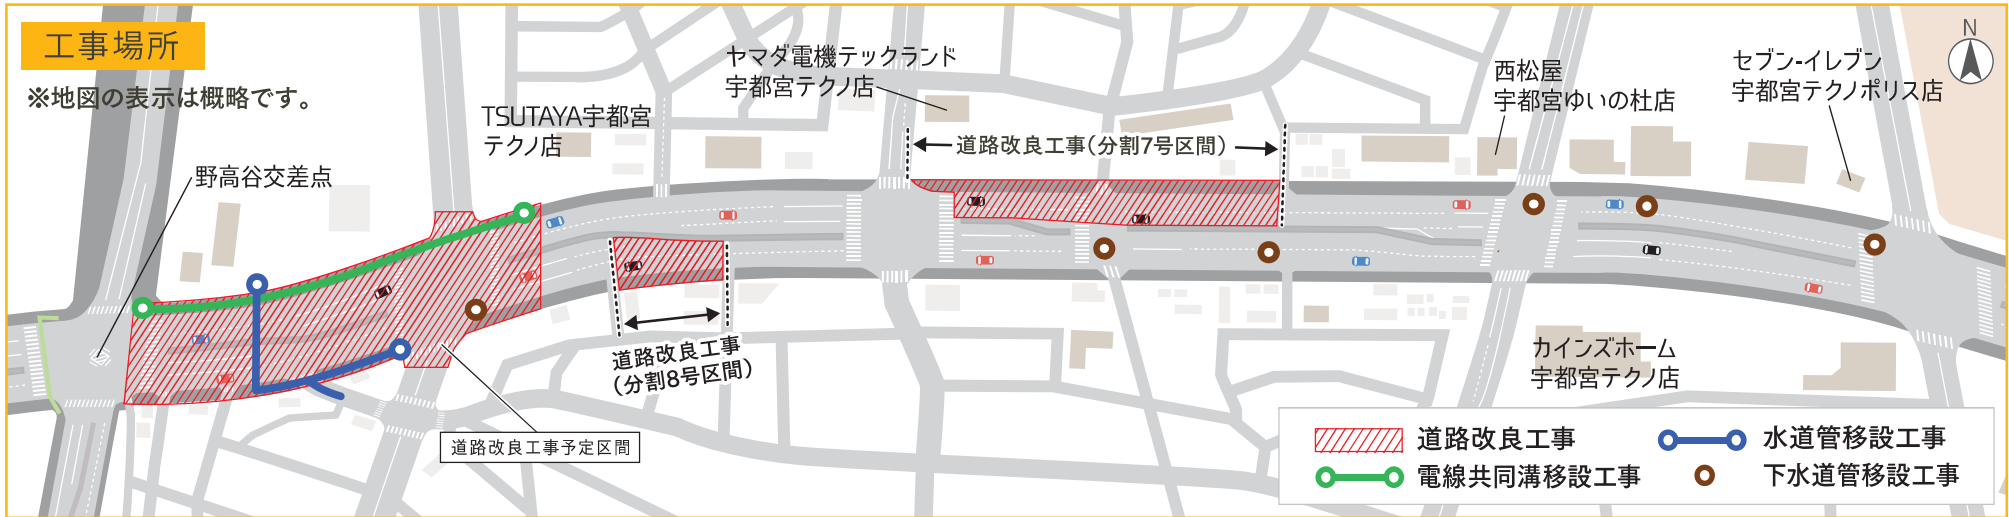 工事場所
※地図の表示は概略です。
野高谷交差点
TSUTAYA宇都宮
テクノ店
ヤマダ電機テックランド
宇都宮テクノ店
道路改良工事(分割7号区間)
西松屋
宇都宮ゆいの杜店
セブン-イレブン
宇都宮テクノポリス店
N
道路改良工事
(分割8号区間)
道路改良工事予定区間
カインズホーム
宇都宮テクノ店
道路改良工事
水道管移設工事
電線共同溝移設工事
下水道管移設工事